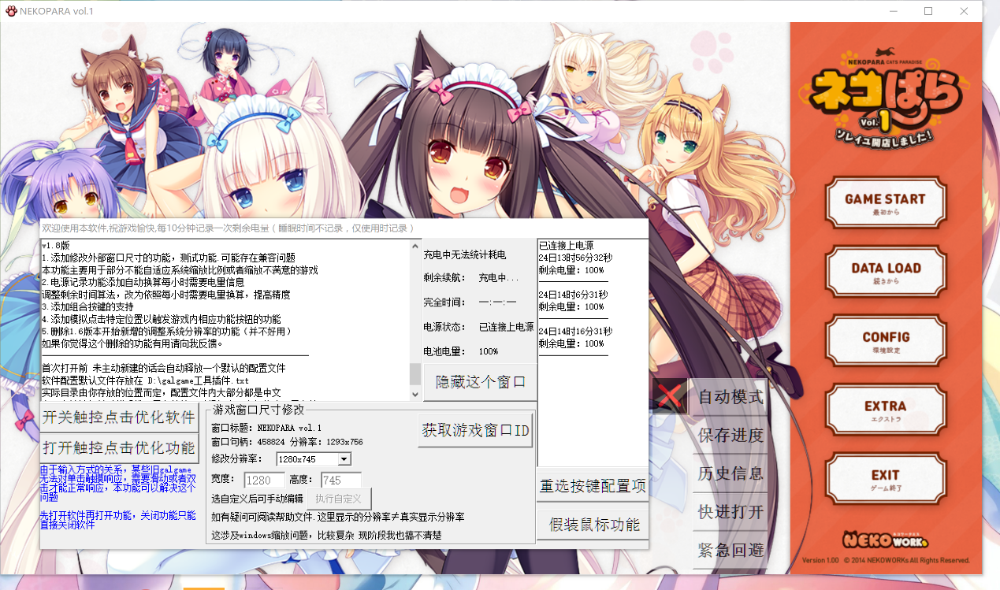 NEKOPARA vol.1
NEKOPARA CATS PARADISE
ネコぱら
Vol.1
ソレイユ開店しました!
GAME START
最初から
DATA LOAD
続きから
CONFIG
環境設定
EXTRA
エクストラ
EXIT
ゲーム終了
NEKO WORKs
Version 1.00 © 2014 NEKOWORKs All Rights Reserved.
欢迎使用本软件,祝游戏愉快,每10分钟记录一次剩余电量（睡眠时间不记录，仅使用时记录）
v1.8版
1.添加修改外部窗口尺寸的功能，测试功能.可能存在兼容问题
本功能主要用于部分不能自适应系统缩放比例或者缩放不满意的游戏
2.电源记录功能添加自动换算每小时需要电量信息
调整剩余时间算法，改为依照每小时需要电量换算，提高精度
3.添加组合按键的支持
4.添加模拟点击特定位置以触发游戏内相应功能按钮的功能
5.删除1.6版本开始新增的调整系统分辨率的功能（并不好用）
如果你觉得这个删除的功能有用请向我反馈。
首次打开前 未主动新建的话会自动释放一个默认的配置文件
软件配置默认文件存放在 D:\galgame工具插件.txt
实际目录由你存放的位置而定，配置文件内大部分都是中文
充电中无法统计耗电
剩余续航： 充电中...
完全时间： —:—:—
电源状态： 已连接上电源
电池电量： 100%
隐藏这个窗口
已连接上电源
24日13时56分32秒
剩余电量：100%
24日14时6分31秒
剩余电量：100%
24日14时16分31秒
剩余电量：100%
开关触控点击优化软件
打开触控点击优化功能
由于输入方式的关系，某些旧galgame
无法对单击触摸响应，需要滑动或者双
击才能正常响应，本功能可以解决这个
问题
先打开软件再打开功能，关闭功能只能
直接关闭软件
游戏窗口尺寸修改
窗口标题：NEKOPARA vol.1
窗口句柄：458824 分辨率：1293x756
获取游戏窗口ID
修改分辨率： 1280x745
宽度： 1280 高度： 745
选自定义后可手动编辑 执行自定义
如有疑问可阅读帮助文件.这里显示的分辨率≠真实显示分辨率
这涉及windows缩放问题，比较复杂 现阶段我也搞不清楚
重选按键配置项
假装鼠标功能
自动模式
保存进度
历史信息
快进打开
紧急回避